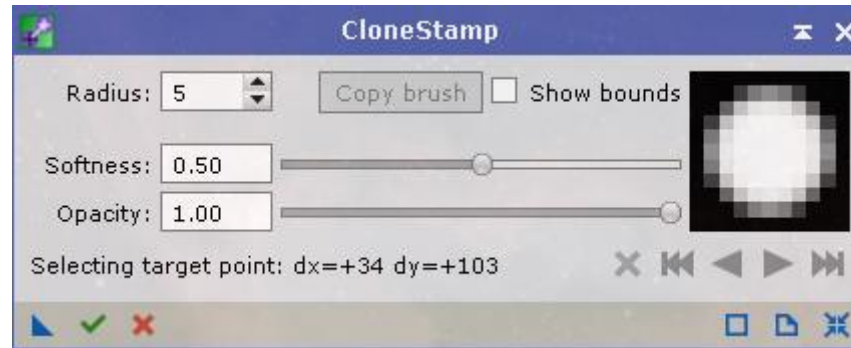 CloneStamp
Radius: 5 Copy brush Show bounds
Softness: 0.50
Opacity: 1.00
Selecting target point: dx=+34 dy=+103